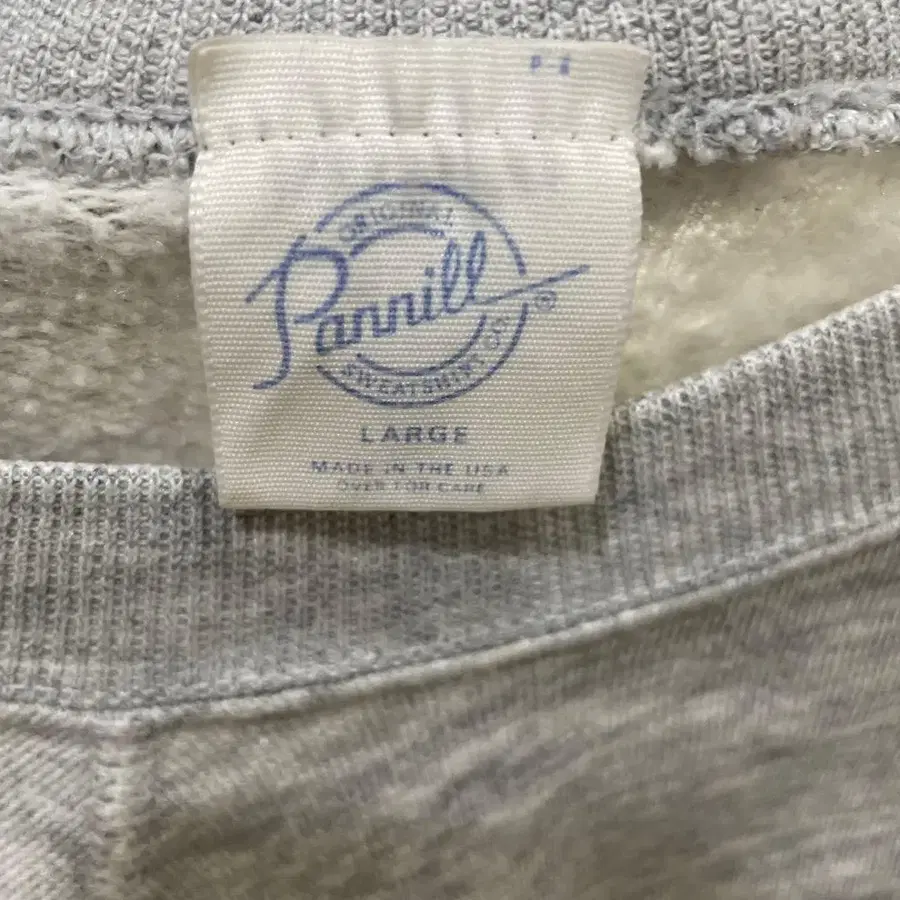 ORIGINAL
Pannill ®
SWEATSHIRT CO.
LARGE
MADE IN THE USA
OVER FOR CARE